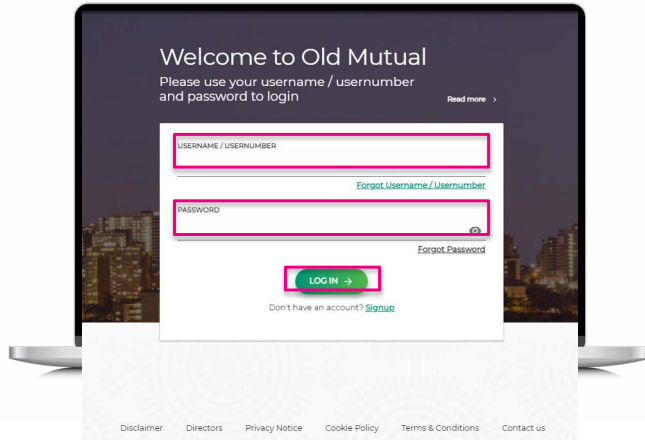 Welcome to Old Mutual
Please use your username / usernumber
and password to login
Read more >
USERNAME / USERNUMBER
Forgot Username / Usernumber
PASSWORD
Forgot Password
LOG IN →
Don't have an account? Signup
Disclaimer Directors Privacy Notice Cookie Policy Terms & Conditions Contact us